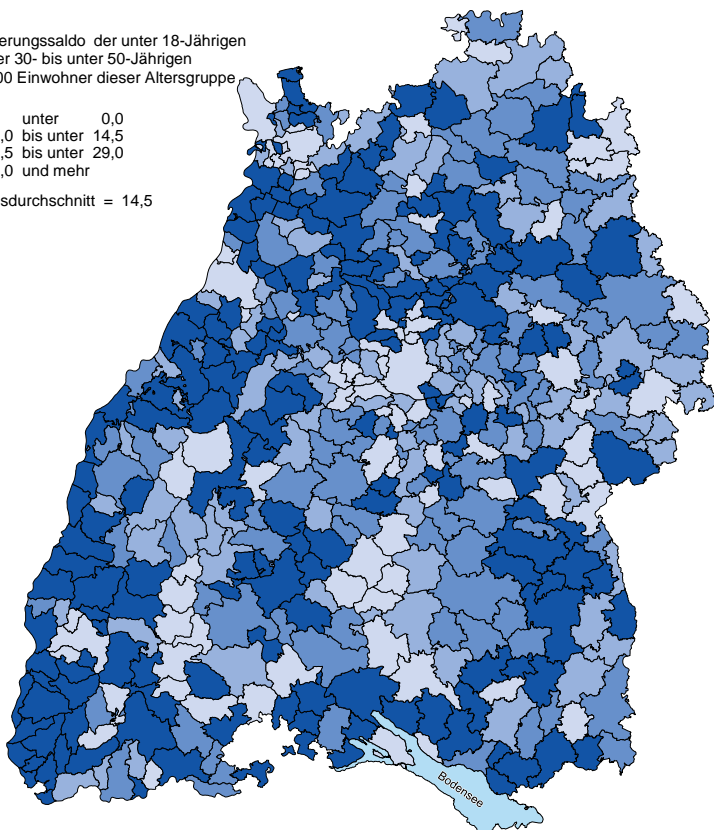 erungssaldo der unter 18-Jährigen
er 30- bis unter 50-Jährigen
00 Einwohner dieser Altersgruppe
unter 0,0
,0 bis unter 14,5
,5 bis unter 29,0
,0 und mehr
sdurchschnitt = 14,5
Bodensee